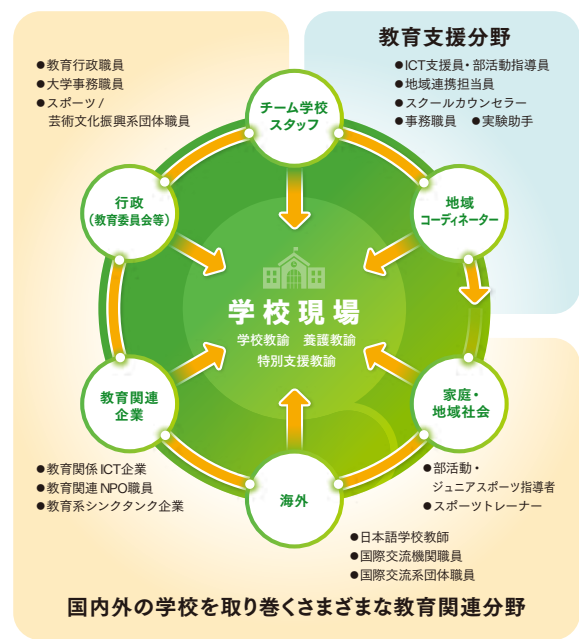 教育支援分野
●教育行政職員
●大学事務職員
●スポーツ/
芸術文化振興系団体職員
●ICT支援員・部活動指導員
●地域連携担当員
●スクールカウンセラー
●事務職員 ●実験助手
チーム学校
スタッフ
行政
(教育委員会等)
地域
コーディネーター
学校現場
学校教諭 養護教諭
特別支援教諭
教育関連
企業
家庭・
地域社会
海外
●教育関係ICT企業
●教育関連NPO職員
●教育系シンクタンク企業
●部活動・
ジュニアスポーツ指導者
●スポーツトレーナー
●日本語学校教師
●国際交流機関職員
●国際交流系団体職員
国内外の学校を取り巻くさまざまな教育関連分野